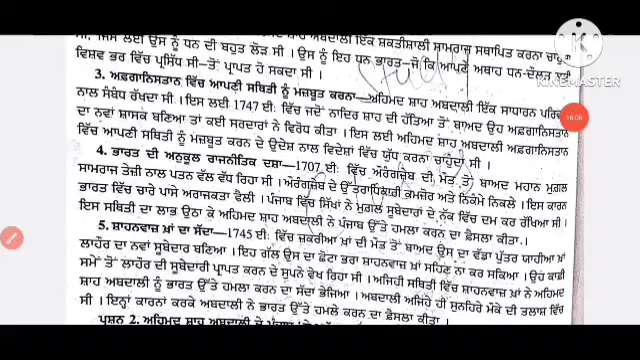 , ਜਿਸ ਲਈ ਉਸ ਨੂੰ ਧਨ ਦੀ ਬਹੁਤ ਲੋੜ ਸੀ। ਉਸ ਨੂੰ ਇਹ ਧਨ ਭਾਰਤ–ਜੋ ਕਿ ਆਪਣੇ ਅਥਾਹ ਧਨ-ਦੌਲਤ
ਵਿਸ਼ਵ ਭਰ ਵਿੱਚ ਪ੍ਰਸਿੱਧ ਸੀ–ਤੋਂ ਪ੍ਰਾਪਤ ਹੋ ਸਕਦਾ ਸੀ।
KINEMASTER
3. ਅਫ਼ਗਾਨਿਸਤਾਨ ਵਿੱਚ ਆਪਣੀ ਸਥਿਤੀ ਨੂੰ ਮਜ਼ਬੂਤ ਕਰਨਾ–ਅਹਿਮਦ ਸ਼ਾਹ ਅਬਦਾਲੀ ਇੱਕ ਸਾਧਾਰਨ
ਨਾਲ ਸੰਬੰਧ ਰੱਖਦਾ ਸੀ। ਇਸ ਲਈ 1747 ਈ: ਵਿੱਚ ਜਦੋਂ ਨਾਦਿਰ ਸ਼ਾਹ ਦੀ ਹੱਤਿਆ ਤੋਂ ਬਾਅਦ ਉਹ ਅਫ਼ਗਾਨਿਸਤਾਨ
ਦਾ ਨਵਾਂ ਸ਼ਾਸਕ ਬਣਿਆ ਤਾਂ ਕਈ ਸਰਦਾਰਾਂ ਨੇ ਵਿਰੋਧ ਕੀਤਾ। ਇਸ ਲਈ ਅਹਿਮਦ ਸ਼ਾਹ ਅਬਦਾਲੀ ਅਫ਼ਗਾਨਿਸਤਾਨ
ਵਿੱਚ ਆਪਣੀ ਸਥਿਤੀ ਨੂੰ ਮਜ਼ਬੂਤ ਕਰਨ ਦੇ ਉਦੇਸ਼ ਨਾਲ ਵਿਦੇਸ਼ਾਂ ਵਿੱਚ ਯੁੱਧ ਕਰਨਾ ਚਾਹੁੰਦਾ ਸੀ।
4. ਭਾਰਤ ਦੀ ਅਨੁਕੂਲ ਰਾਜਨੀਤਿਕ ਦਸ਼ਾ–1707 ਈ: ਵਿੱਚ ਔਰੰਗਜ਼ੇਬ ਦੀ ਮੌਤ ਤੋਂ ਬਾਅਦ ਮਹਾਨ ਮੁਗ਼ਲ
ਸਾਮਰਾਜ ਤੇਜ਼ੀ ਨਾਲ ਪਤਨ ਵੱਲ ਵੱਧ ਰਿਹਾ ਸੀ। ਔਰੰਗਜ਼ੇਬ ਦੇ ਉੱਤਰਾਧਿਕਾਰੀ ਕਮਜ਼ੋਰ ਅਤੇ ਨਿਕੰਮੇ ਨਿਕਲੇ। ਇਸ ਕਾਰਨ
ਭਾਰਤ ਵਿੱਚ ਚਾਰੇ ਪਾਸੇ ਅਰਾਜਕਤਾ ਫੈਲੀ। ਪੰਜਾਬ ਵਿੱਚ ਸਿੱਖਾਂ ਨੇ ਮੁਗ਼ਲ ਸੂਬੇਦਾਰਾਂ ਦੇ ਨੱਕ ਵਿੱਚ ਦਮ ਕਰ ਰੱਖਿਆ ਸੀ।
ਇਸ ਸਥਿਤੀ ਦਾ ਲਾਭ ਉਠਾ ਕੇ ਅਹਿਮਦ ਸ਼ਾਹ ਅਬਦਾਲੀ ਨੇ ਪੰਜਾਬ ਉੱਤੇ ਹਮਲਾ ਕਰਨ ਦਾ ਫ਼ੈਸਲਾ ਕੀਤਾ।
5. ਸ਼ਾਹਨਵਾਜ਼ ਖ਼ਾਂ ਦਾ ਸੱਦਾ–1745 ਈ: ਵਿੱਚ ਜ਼ਕਰੀਆ ਖ਼ਾਂ ਦੀ ਮੌਤ ਤੋਂ ਬਾਅਦ ਉਸ ਦਾ ਵੱਡਾ ਪੁੱਤਰ ਯਾਹੀਆ ਖ਼ਾਂ
ਲਾਹੌਰ ਦਾ ਨਵਾਂ ਸੂਬੇਦਾਰ ਬਣਿਆ। ਇਹ ਗੱਲ ਉਸ ਦਾ ਛੋਟਾ ਭਰਾ ਸ਼ਾਹਨਵਾਜ਼ ਖ਼ਾਂ ਸਹਿਣ ਨਾ ਕਰ ਸਕਿਆ। ਉਹ ਕਾਫ਼ੀ
ਸਮੇਂ ਤੋਂ ਲਾਹੌਰ ਦੀ ਸੂਬੇਦਾਰੀ ਪ੍ਰਾਪਤ ਕਰਨ ਦੇ ਸੁਪਨੇ ਵੇਖ ਰਿਹਾ ਸੀ। ਅਜਿਹੀ ਸਥਿਤੀ ਵਿੱਚ ਸ਼ਾਹਨਵਾਜ਼ ਖ਼ਾਂ ਨੇ ਅਹਿਮਦ
ਸ਼ਾਹ ਅਬਦਾਲੀ ਨੂੰ ਭਾਰਤ ਉੱਤੇ ਹਮਲਾ ਕਰਨ ਦਾ ਸੱਦਾ ਭੇਜਿਆ। ਅਬਦਾਲੀ ਅਜਿਹੇ ਹੀ ਸੁਨਹਿਰੇ ਮੌਕੇ ਦੀ ਤਲਾਸ਼ ਵਿੱਚ
ਸੀ। ਇਨ੍ਹਾਂ ਕਾਰਨਾਂ ਕਰਕੇ ਅਬਦਾਲੀ ਨੇ ਭਾਰਤ ਉੱਤੇ ਹਮਲੇ ਕਰਨ ਦਾ ਫ਼ੈਸਲਾ ਕੀਤਾ।
ਪ੍ਰਸ਼ਨ 2. ਅਹਿਮਦ ਸ਼ਾਹ ਅਬਦਾਲੀ ਦੇ ਪੰਜਾਬ